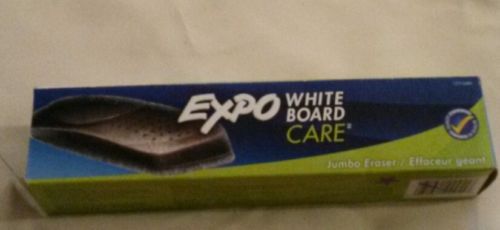 EXPO WHITE
BOARD
CARE
Jumbo Eraser / Effaceur géant